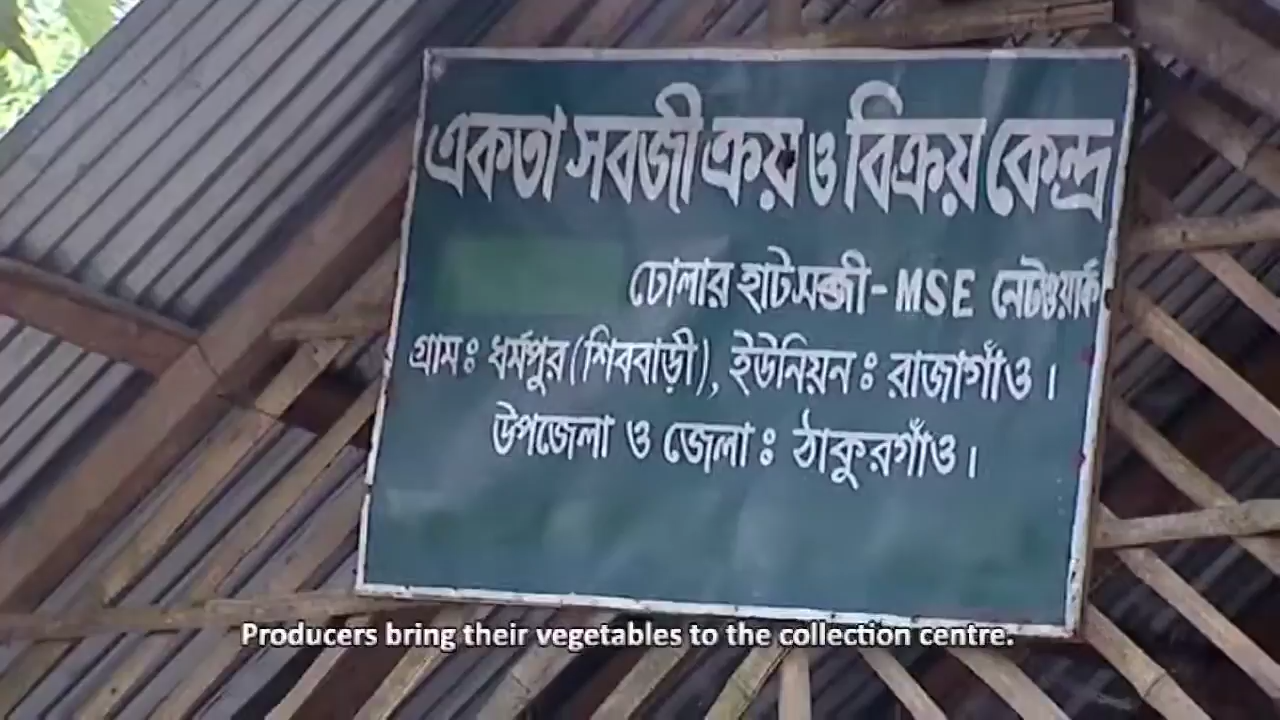 একতা সবজী ক্রয় ও বিক্রয় কেন্দ্র
ঢোলার হাট সব্জী - MSE নেটওয়ার্ক
গ্রাম ঃ ধর্মপুর (শিববাড়ী), ইউনিয়ন ঃ রাজাগাঁও।
উপজেলা ও জেলা ঃ ঠাকুরগাঁও।
Producers bring their vegetables to the collection centre.